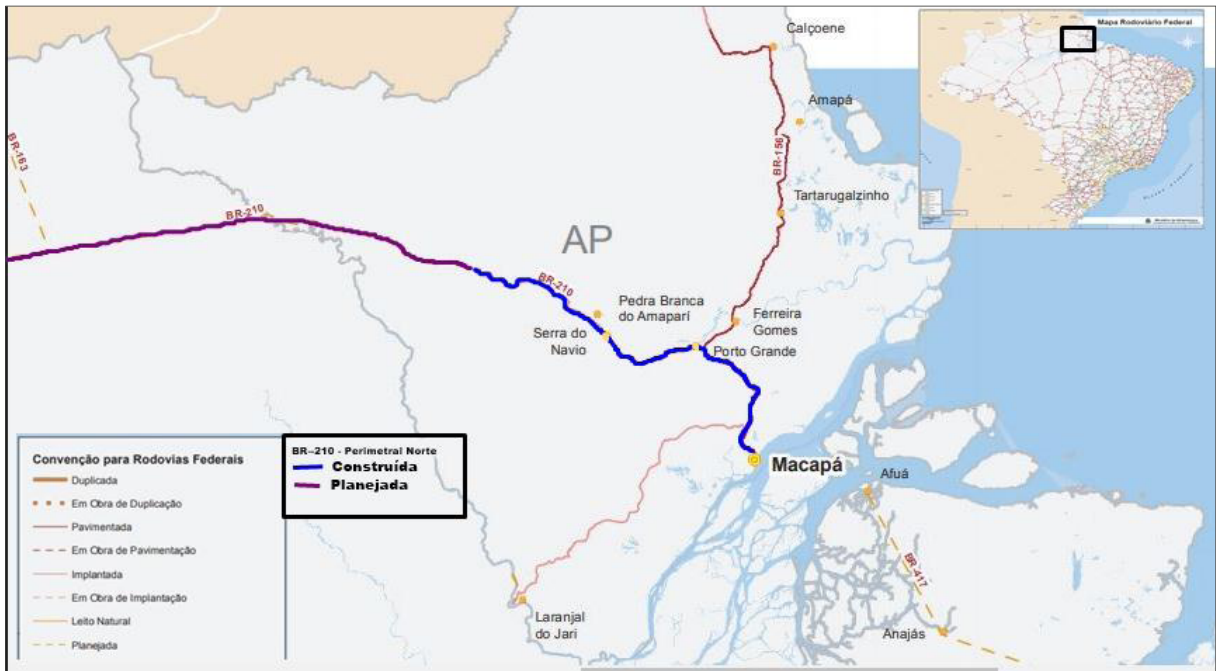 Calçoene
Mapa Rodoviário Federal
Amapá
BR-163
BR-156
Tartarugalzinho
BR-210
AP
BR-210
Pedra Branca
do Amaparí
Ferreira
Gomes
Serra do
Navio
Porto Grande
Convenção para Rodovias Federais
Duplicada
Em Obra de Duplicação
Pavimentada
Em Obra de Pavimentação
Implantada
Em Obra de Implantação
Leito Natural
Planejada
BR-210 - Perimetral Norte
Construída
Planejada
Macapá
Afuá
BR-417
Laranjal
do Jari
Anajás